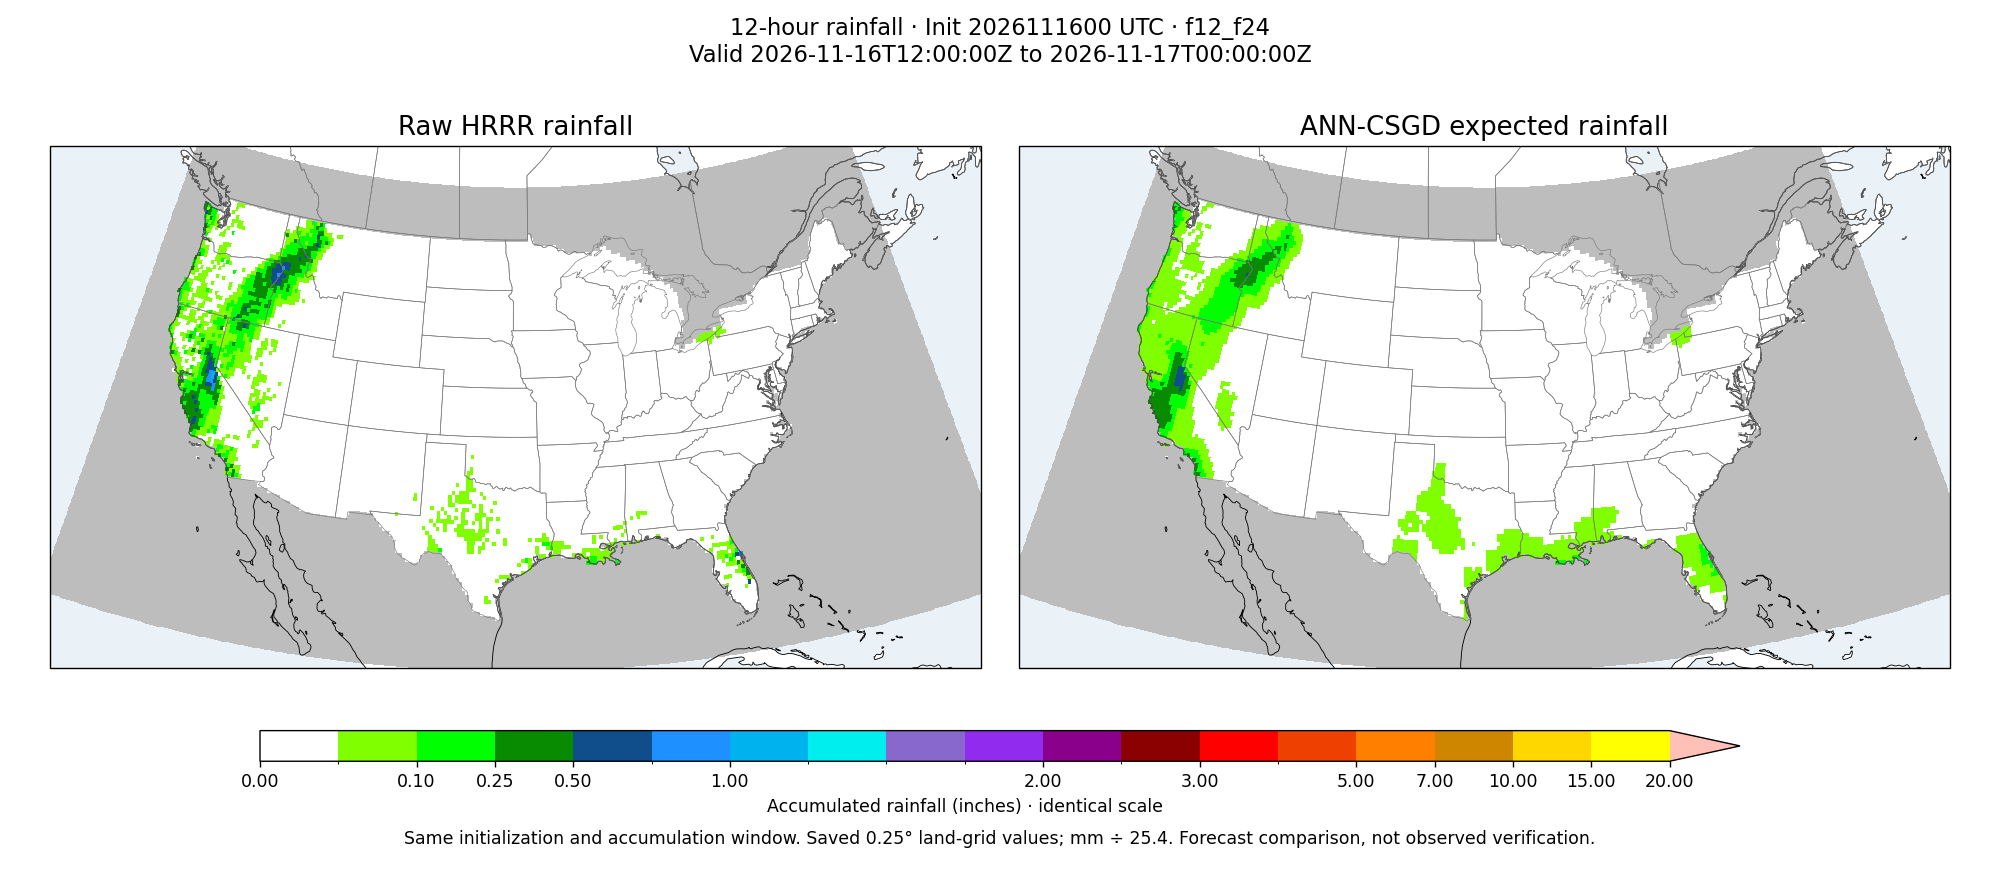 12-hour rainfall · Init 2026111600 UTC · f12_f24
Valid 2026-11-16T12:00:00Z to 2026-11-17T00:00:00Z
Raw HRRR rainfall
ANN-CSGD expected rainfall
0.00 0.10 0.25 0.50 1.00 2.00 3.00 5.00 7.00 10.00 15.00 20.00
Accumulated rainfall (inches) · identical scale
Same initialization and accumulation window. Saved 0.25° land-grid values; mm ÷ 25.4. Forecast comparison, not observed verification.